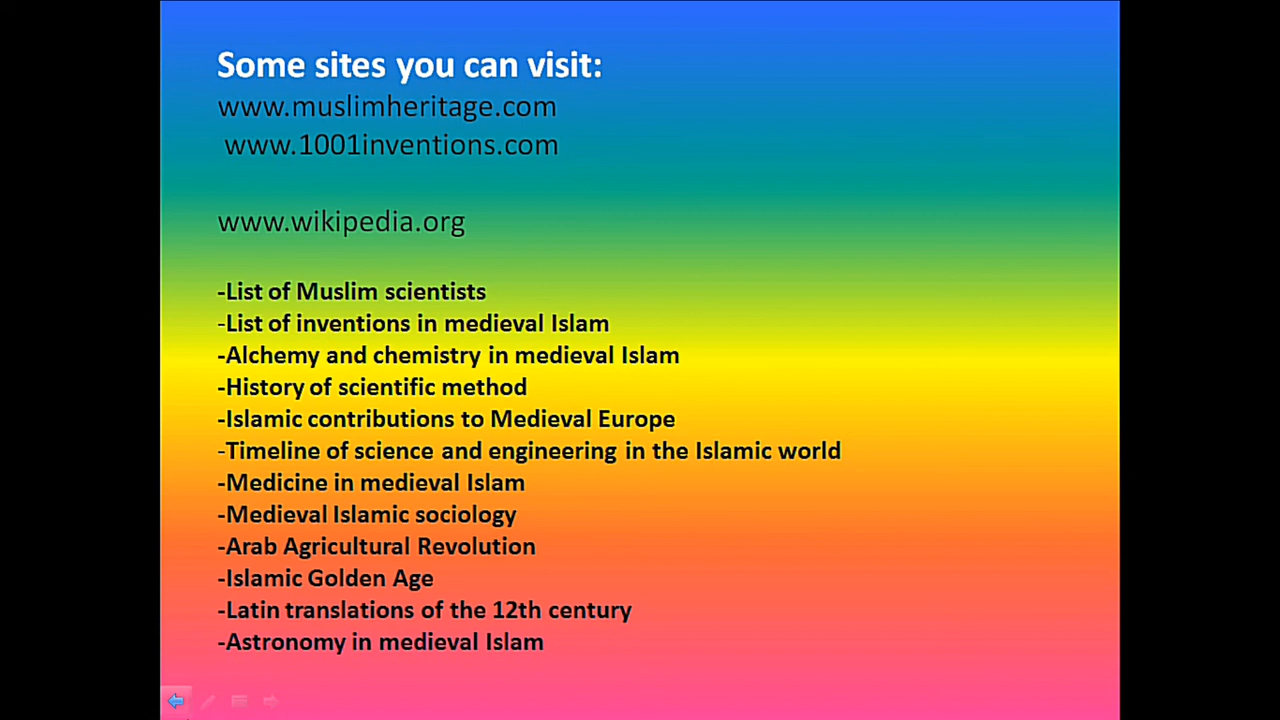 Some sites you can visit:
www.muslimheritage.com
www.1001inventions.com
www.wikipedia.org
-List of Muslim scientists
-List of inventions in medieval Islam
-Alchemy and chemistry in medieval Islam
-History of scientific method
-Islamic contributions to Medieval Europe
-Timeline of science and engineering in the Islamic world
-Medicine in medieval Islam
-Medieval Islamic sociology
-Arab Agricultural Revolution
-Islamic Golden Age
-Latin translations of the 12th century
-Astronomy in medieval Islam